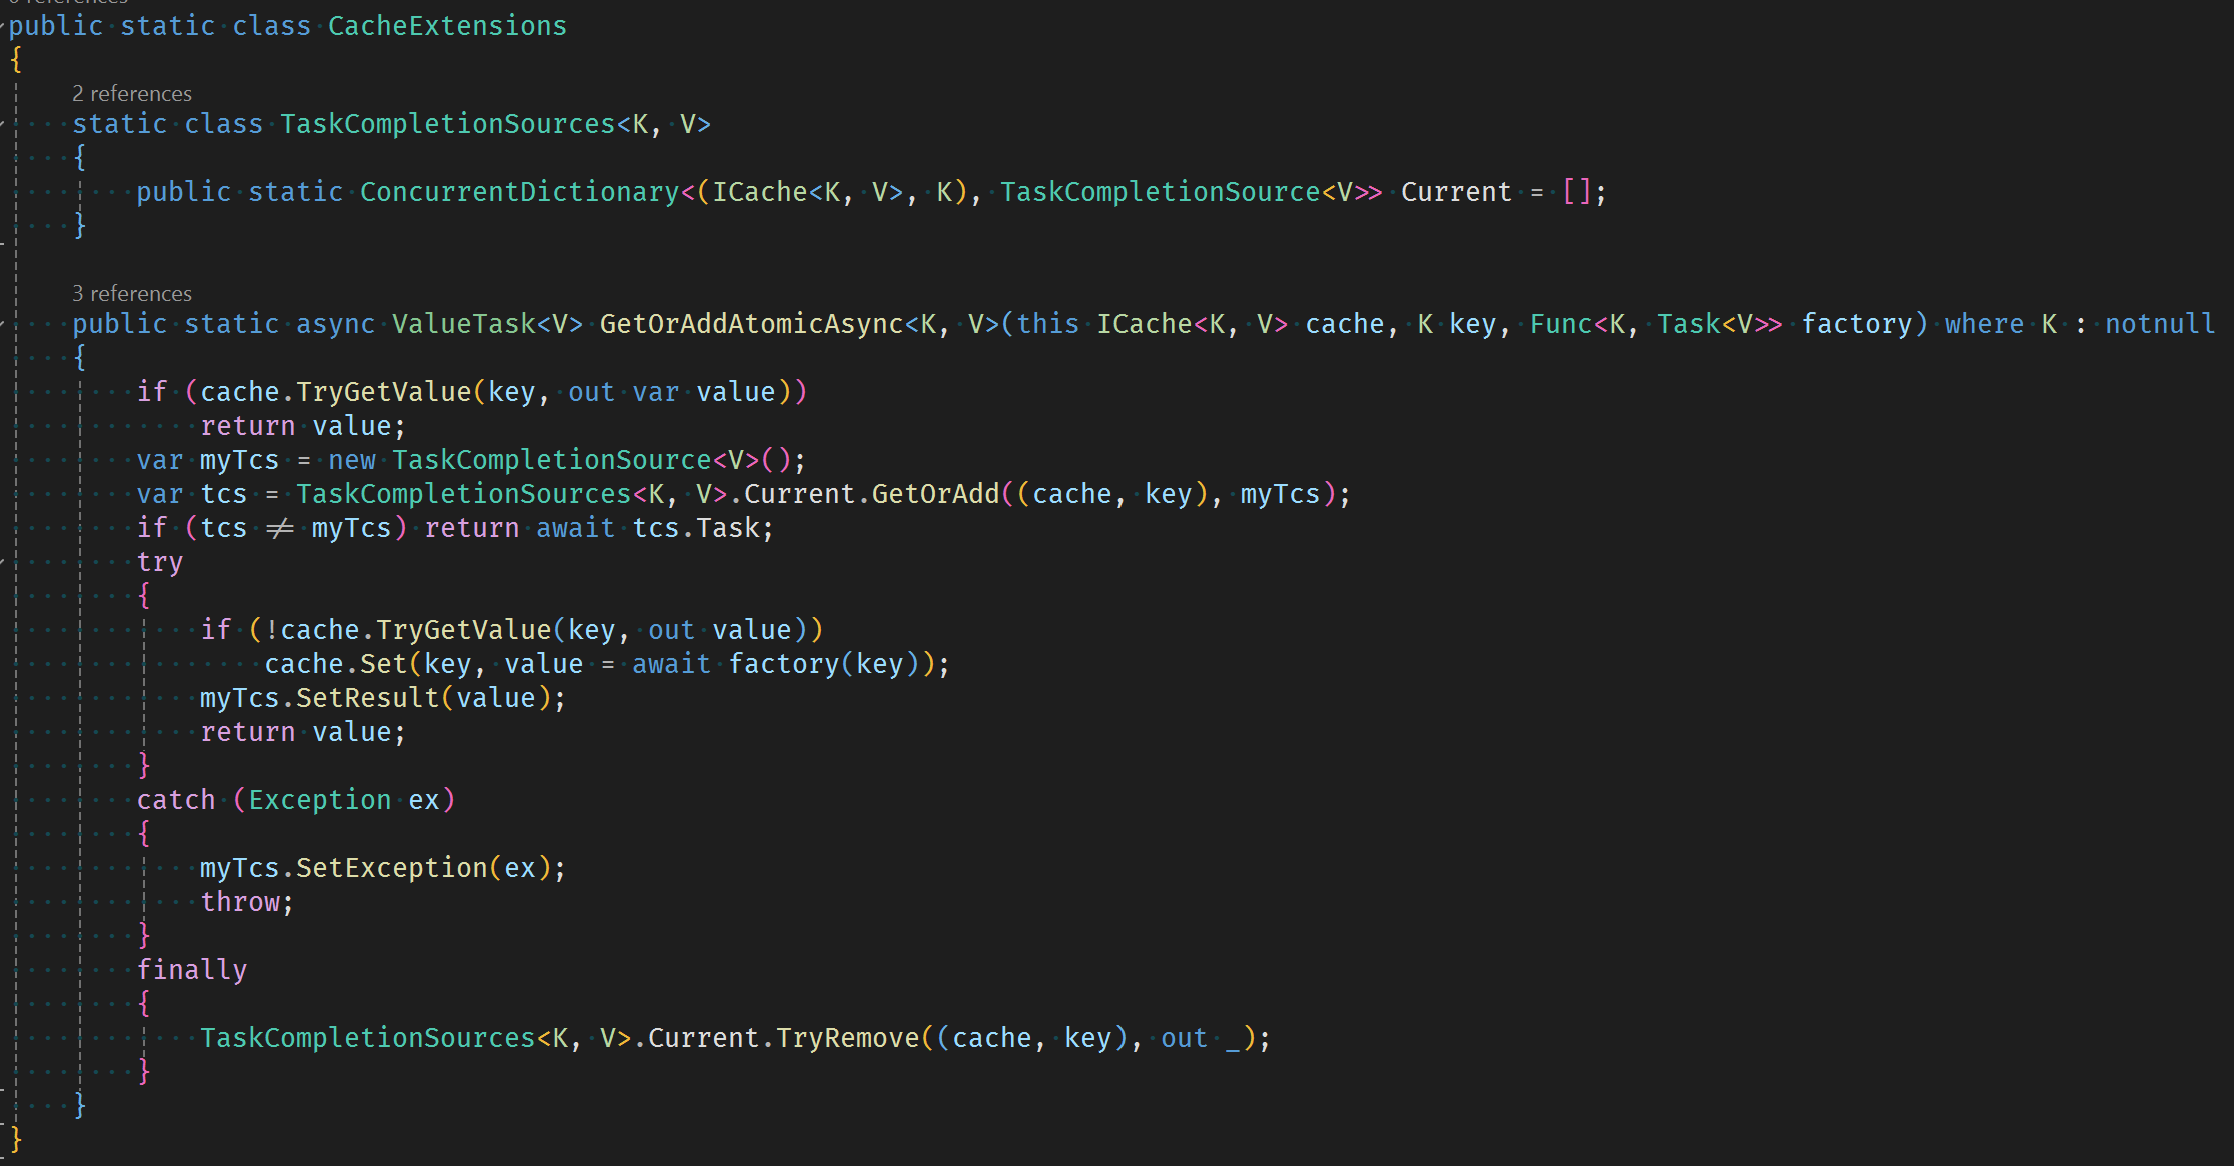 public static class CacheExtensions
{
2 references
static class TaskCompletionSources<K, V>
{
public static ConcurrentDictionary<(ICache<K, V>, K), TaskCompletionSource<V>> Current = [];
}
3 references
public static async ValueTask<V> GetOrAddAtomicAsync<K, V>(this ICache<K, V> cache, K key, Func<K, Task<V>> factory) where K : notnull
{
if (cache.TryGetValue(key, out var value))
return value;
var myTcs = new TaskCompletionSource<V>();
var tcs = TaskCompletionSources<K, V>.Current.GetOrAdd((cache, key), myTcs);
if (tcs ≠ myTcs) return await tcs.Task;
try
{
if (!cache.TryGetValue(key, out value))
cache.Set(key, value = await factory(key));
myTcs.SetResult(value);
return value;
}
catch (Exception ex)
{
myTcs.SetException(ex);
throw;
}
finally
{
TaskCompletionSources<K, V>.Current.TryRemove((cache, key), out _);
}
}
}